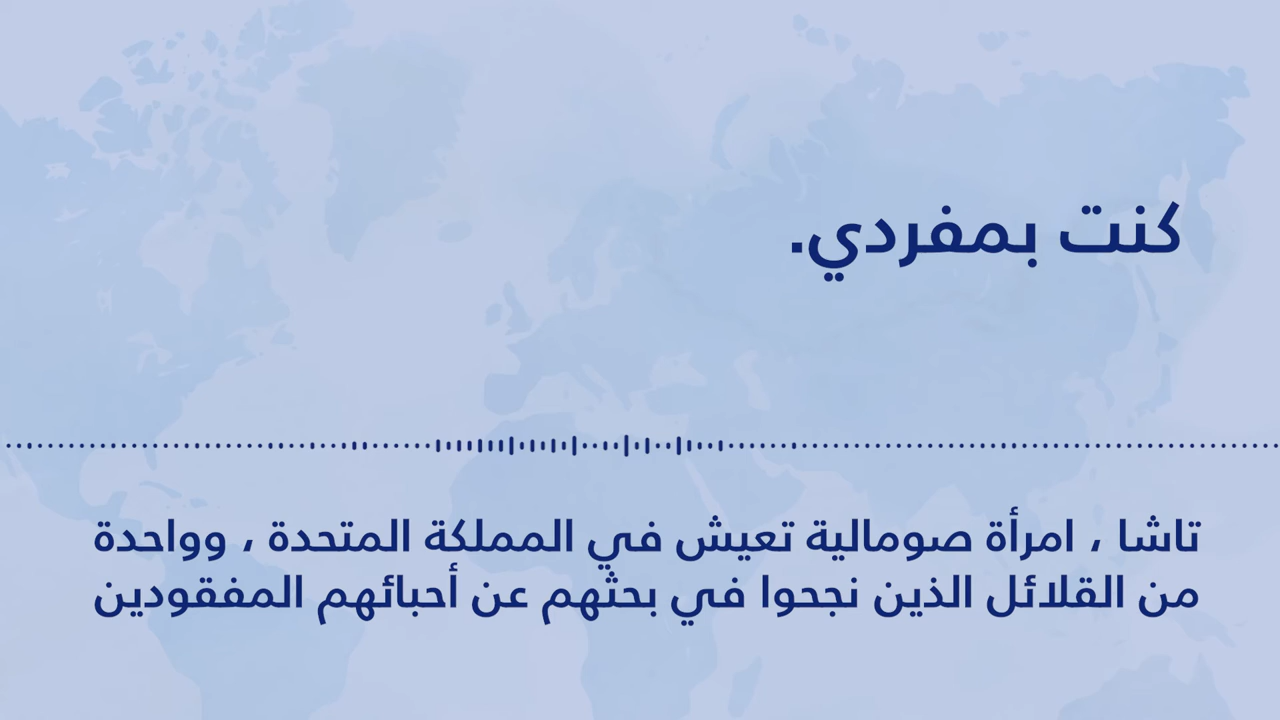 كنت بمفردي.
تاشا ، امرأة صومالية تعيش في المملكة المتحدة ، وواحدة
من القلائل الذين نجحوا في بحثهم عن أحبائهم المفقودين